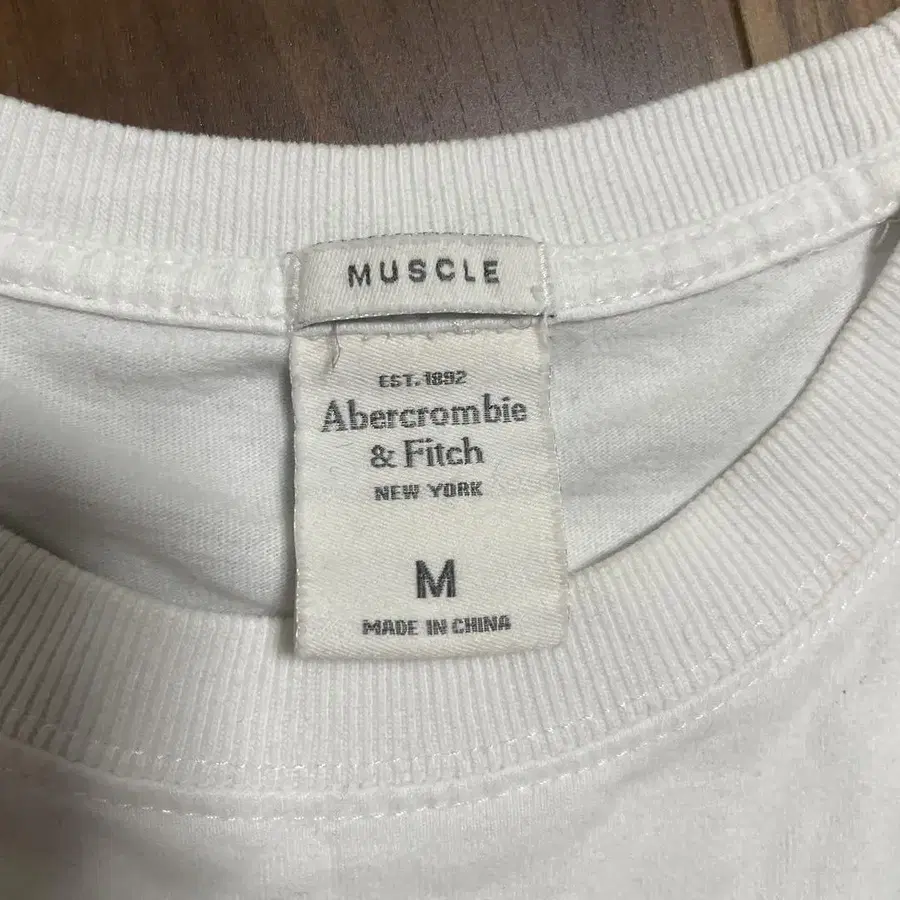 MUSCLE
EST. 1892
Abercrombie
& Fitch
NEW YORK
M
MADE IN CHINA